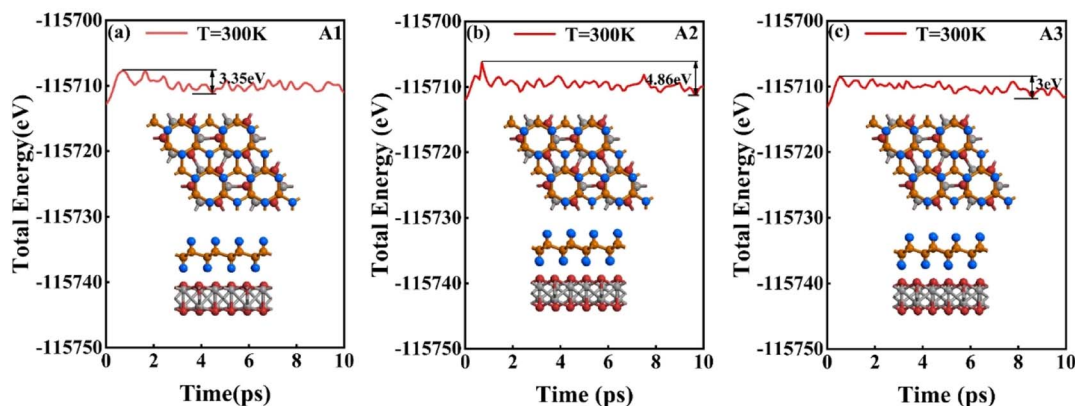 (a) T=300K A1
3.35eV
-115700
-115710
-115720
-115730
-115740
-115750
Total Energy(eV)
0 2 4 6 8 10
Time(ps)
(b) T=300K A2
4.86eV
-115700
-115710
-115720
-115730
-115740
-115750
Total Energy (eV)
0 2 4 6 8 10
Time (ps)
(c) T=300K A3
3eV
-115700
-115710
-115720
-115730
-115740
-115750
Total Energy (eV)
0 2 4 6 8 10
Time (ps)